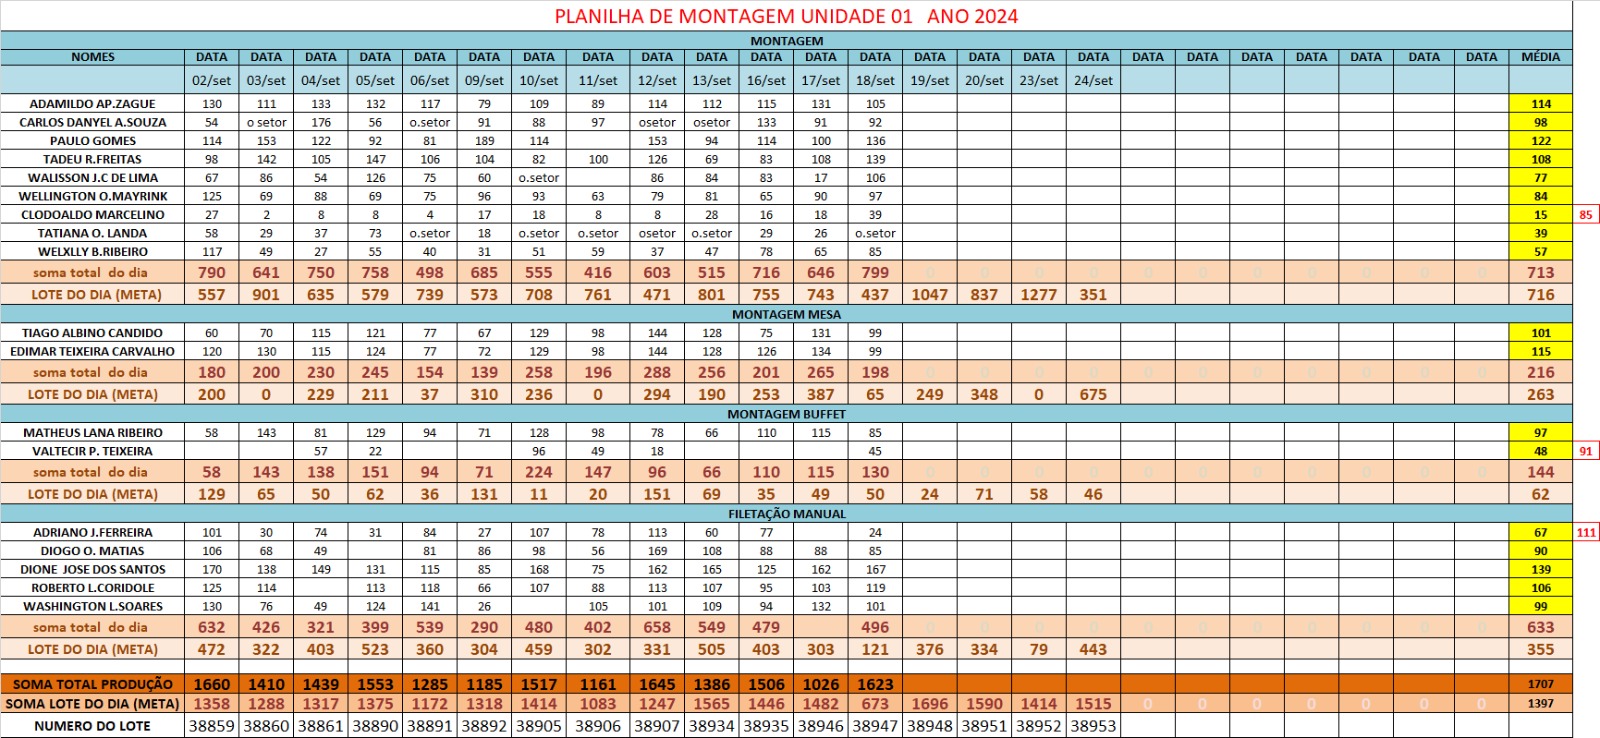 PLANILHA DE MONTAGEM UNIDADE 01 ANO 2024
MONTAGEM
NOMES DATA DATA DATA DATA DATA DATA DATA DATA DATA DATA DATA DATA DATA DATA DATA DATA DATA DATA DATA DATA DATA DATA DATA DATA MÉDIA
02/set 03/set 04/set 05/set 06/set 09/set 10/set 11/set 12/set 13/set 16/set 17/set 18/set 19/set 20/set 23/set 24/set
ADAMILDO AP.ZAGUE 130 111 133 132 117 79 109 89 114 112 115 131 105 114
CARLOS DANYEL A.SOUZA 54 o setor 176 56 o.setor 91 88 97 osetor osetor 133 91 92 98
PAULO GOMES 114 153 122 92 81 189 114 153 94 114 100 136 122
TADEU R.FREITAS 98 142 105 147 106 104 82 100 126 69 83 108 139 108
WALISSON J.C DE LIMA 67 86 54 126 75 60 o.setor 86 84 83 17 106 77
WELLINGTON O.MAYRINK 125 69 88 69 75 96 93 63 79 81 65 90 97 84
CLODOALDO MARCELINO 27 2 8 8 4 17 18 8 8 28 16 18 39 15 85
TATIANA O. LANDA 58 29 37 73 o.setor 18 o.setor o.setor osetor o.setor 29 26 o.setor 39
WELXLLY B.RIBEIRO 117 49 27 55 40 31 51 59 37 47 78 65 85 57
soma total do dia 790 641 750 758 498 685 555 416 603 515 716 646 799 0 0 0 0 0 0 0 0 0 0 0 713
LOTE DO DIA (META) 557 901 635 579 739 573 708 761 471 801 755 743 437 1047 837 1277 351 716
MONTAGEM MESA
TIAGO ALBINO CANDIDO 60 70 115 121 77 67 129 98 144 128 75 131 99 101
EDIMAR TEIXEIRA CARVALHO 120 130 115 124 77 72 129 98 144 128 126 134 99 115
soma total do dia 180 200 230 245 154 139 258 196 288 256 201 265 198 0 0 0 0 0 0 0 0 0 0 0 216
LOTE DO DIA (META) 200 0 229 211 37 310 236 0 294 190 253 387 65 249 348 0 675 263
MONTAGEM BUFFET
MATHEUS LANA RIBEIRO 58 143 81 129 94 71 128 98 78 66 110 115 85 97
VALTECIR P. TEIXEIRA 57 22 96 49 18 45 48 91
soma total do dia 58 143 138 151 94 71 224 147 96 66 110 115 130 0 0 0 0 0 0 0 0 0 0 0 144
LOTE DO DIA (META) 129 65 50 62 36 131 11 20 151 69 35 49 50 24 71 58 46 62
FILETAÇÃO MANUAL
ADRIANO J.FERREIRA 101 30 74 31 84 27 107 78 113 60 77 24 67 111
DIOGO O. MATIAS 106 68 49 81 86 98 56 169 108 88 88 85 90
DIONE JOSE DOS SANTOS 170 138 149 131 115 85 168 75 162 165 125 162 167 139
ROBERTO L.CORIDOLE 125 114 113 118 66 107 88 113 107 95 103 119 106
WASHINGTON L.SOARES 130 76 49 124 141 26 105 101 109 94 132 101 99
soma total do dia 632 426 321 399 539 290 480 402 658 549 479 496 0 0 0 0 0 0 0 0 0 0 0 633
LOTE DO DIA (META) 472 322 403 523 360 304 459 302 331 505 403 303 121 376 334 79 443 355
SOMA TOTAL PRODUÇÃO 1660 1410 1439 1553 1285 1185 1517 1161 1645 1386 1506 1026 1623 1707
SOMA LOTE DO DIA (META) 1358 1288 1317 1375 1172 1318 1414 1083 1247 1565 1446 1482 673 1696 1590 1414 1515 0 0 0 0 0 0 0 1397
NUMERO DO LOTE 38859 38860 38861 38890 38891 38892 38905 38906 38907 38934 38935 38946 38947 38948 38951 38952 38953